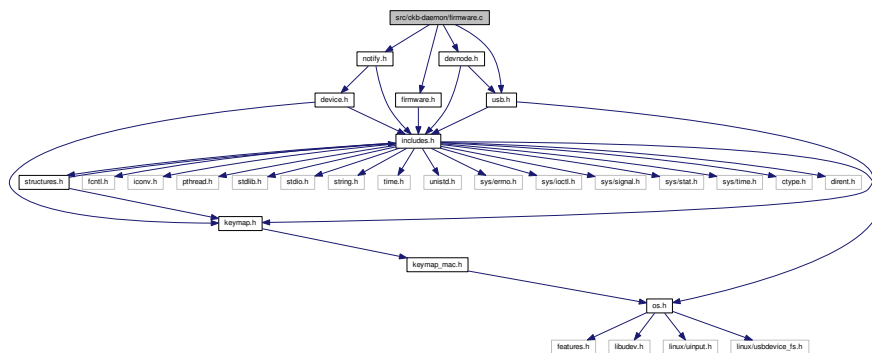 src/ckb-daemon/firmware.c
notify.h
devnode.h
device.h
firmware.h
usb.h
includes.h
structures.h
fcntl.h
iconv.h
pthread.h
stdlib.h
stdio.h
string.h
time.h
unistd.h
sys/errno.h
sys/ioctl.h
sys/signal.h
sys/stat.h
sys/time.h
ctype.h
dirent.h
keymap.h
keymap_mac.h
os.h
features.h
libudev.h
linux/uinput.h
linux/usbdevice_fs.h